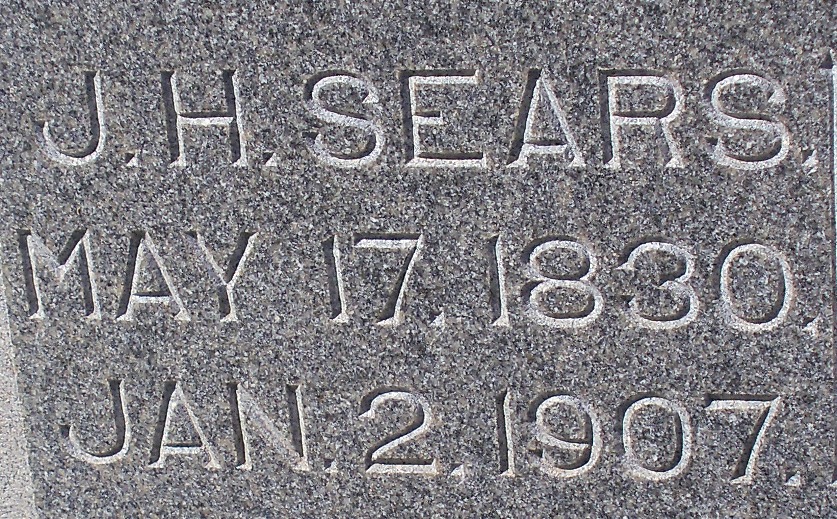 J.H. SEARS.
MAY 17, 1830.
JAN. 2, 1907.